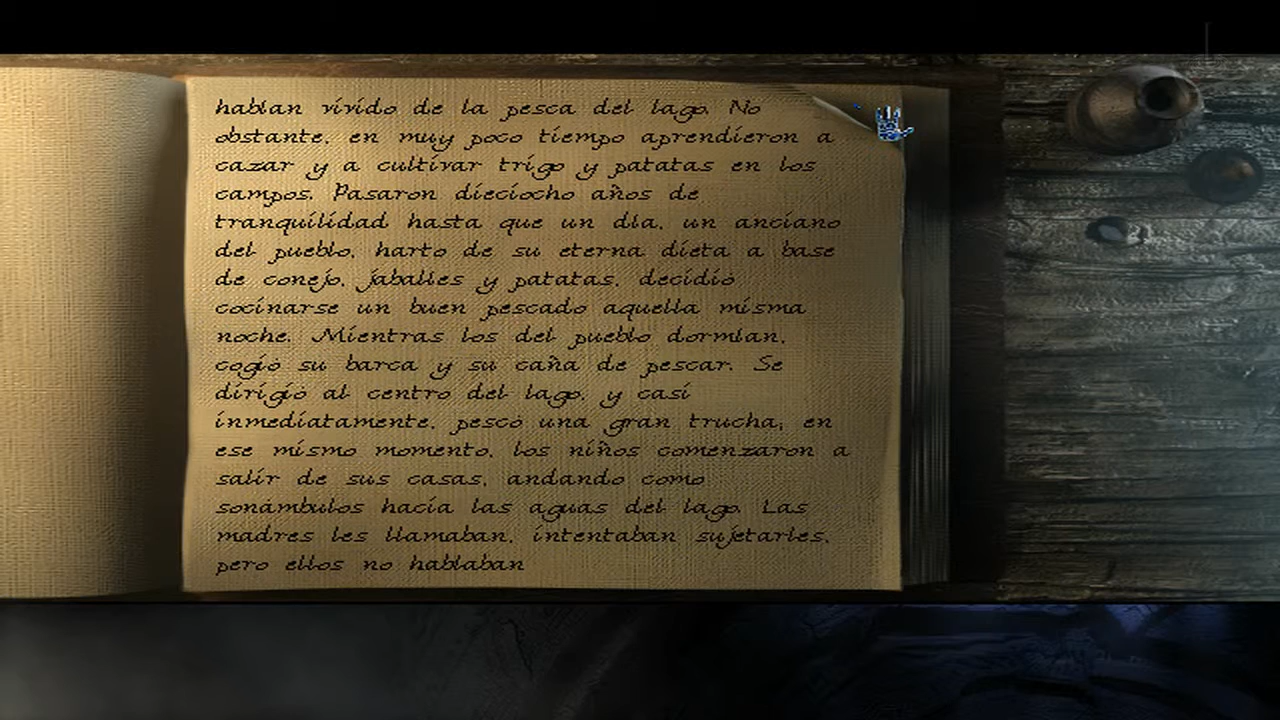 hablan vivido de la pesca del lago. No
obstante, en muy poco tiempo aprendieron a
cazar y a cultivar trigo y patatas en los
campos. Pasaron dieciocho años de
tranquilidad hasta que un dla, un anciano
del pueblo, harto de su eterna dieta a base
de conejo, jaballes y patatas, decidió
cocinarse un buen pescado aquella misma
noche. Mientras los del pueblo dormlan,
cogió su barca y su caña de pescar. Se
dirigió al centro del lago, y casi
inmediatamente, pescó una gran trucha; en
ese mismo momento, los niños comenzaron a
salir de sus casas, andando como
sonámbulos hacia las aguas del lago. Las
madres les llamaban, intentaban sujetarles,
pero ellos no hablaban